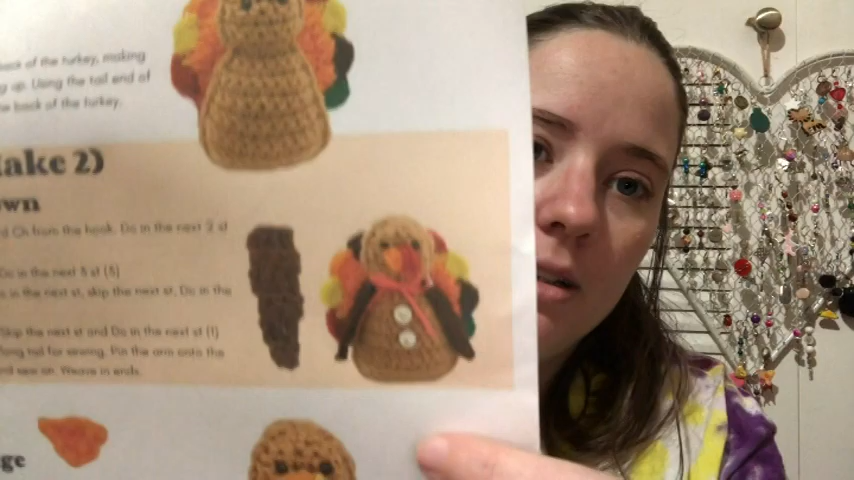 back of the turkey, making
g up. Using the tail end of
e back of the turkey.
ake 2)
wn
d Ch from the hook. Dc in the next 2 st
Dc in the next 3 st (3)
in the next st, skip the next st, Dc in the
Skip the next st and Dc in the next st (1)
long tail for sewing. Pin the arm onto the
nd sew on. Weave in ends.
ge